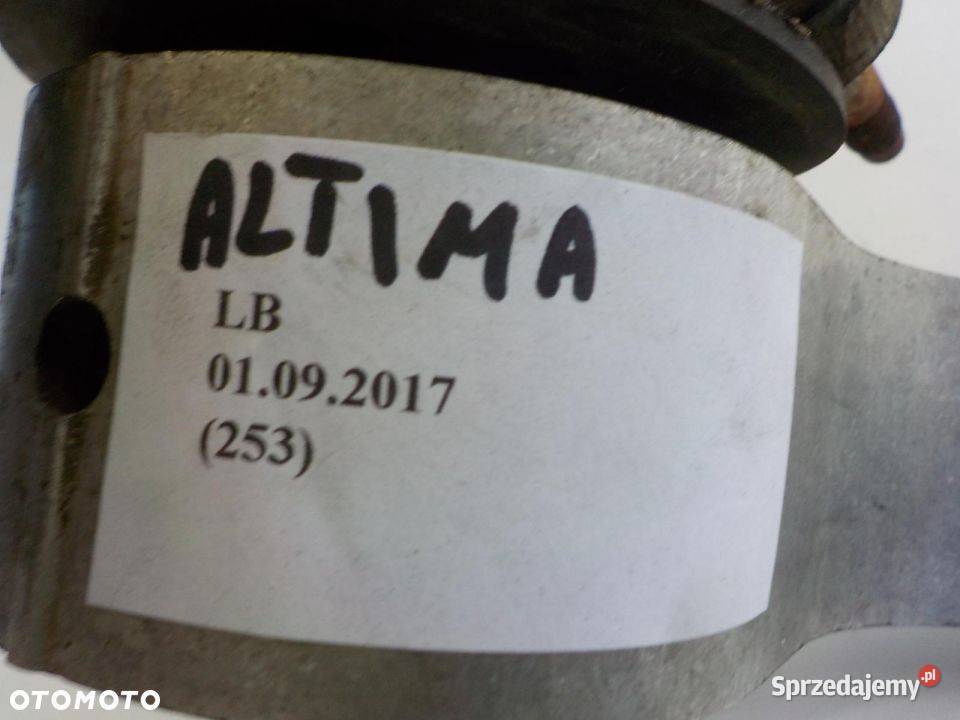 ALTIMA
LB
01.09.2017
(253)
OTOMOTO
Sprzedajemy.pl